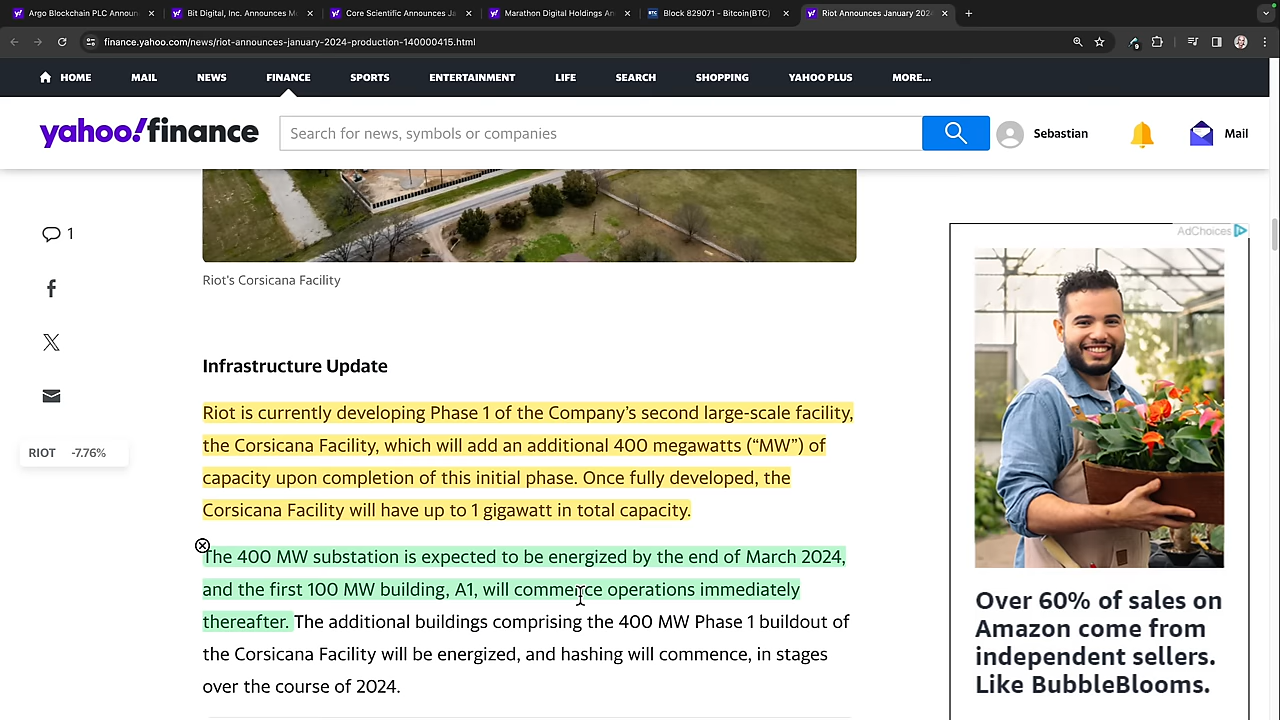 Argo Blockchain PLC Announ
Bit Digital, Inc. Announces M
Core Scientific Announces Ja
Marathon Digital Holdings An
Block 829071 - Bitcoin(BTC)
Riot Announces January 202
finance.yahoo.com/news/riot-announces-january-2024-production-140000415.html
9
HOME MAIL NEWS FINANCE SPORTS ENTERTAINMENT LIFE SEARCH SHOPPING YAHOO PLUS MORE...
yahoo!finance
Search for news, symbols or companies
Sebastian
Mail
AdChoices
1
Riot's Corsicana Facility
Infrastructure Update
Riot is currently developing Phase 1 of the Company's second large-scale facility,
the Corsicana Facility, which will add an additional 400 megawatts (“MW”) of
capacity upon completion of this initial phase. Once fully developed, the
Corsicana Facility will have up to 1 gigawatt in total capacity.
RIOT -7.76%
The 400 MW substation is expected to be energized by the end of March 2024,
and the first 100 MW building, A1, will commence operations immediately
thereafter. The additional buildings comprising the 400 MW Phase 1 buildout of
the Corsicana Facility will be energized, and hashing will commence, in stages
over the course of 2024.
Over 60% of sales on
Amazon come from
independent sellers.
Like BubbleBlooms.